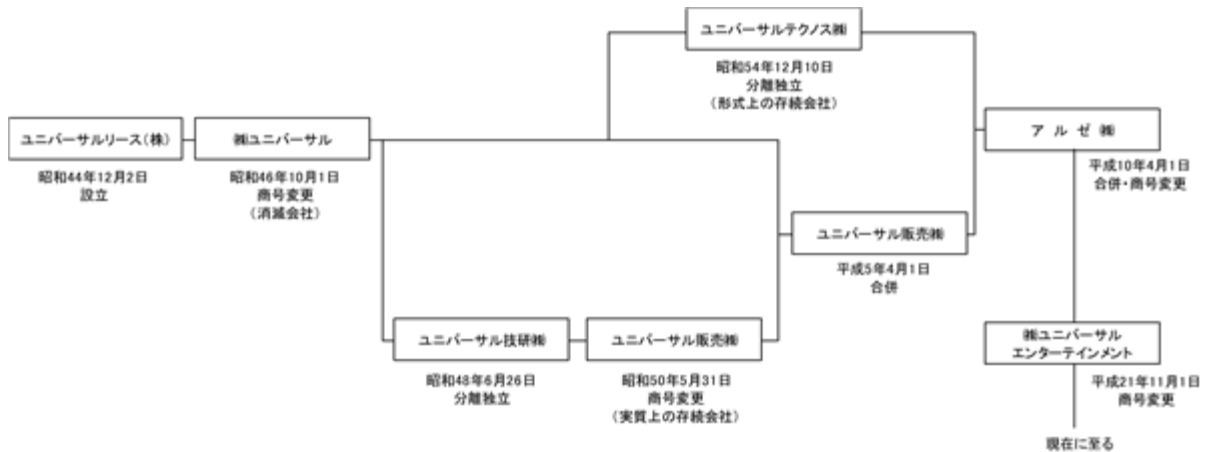 ユニバーサルテクノス㈱
昭和54年12月10日
分離独立
(形式上の存続会社)
ユニバーサルリース(株)
昭和44年12月2日
設立
㈱ユニバーサル
昭和46年10月1日
商号変更
(消滅会社)
アルゼ㈱
平成10年4月1日
合併・商号変更
ユニバーサル販売㈱
平成5年4月1日
合併
ユニバーサル技研㈱
昭和48年6月26日
分離独立
ユニバーサル販売㈱
昭和50年5月31日
商号変更
(実質上の存続会社)
㈱ユニバーサル
エンターテインメント
平成21年11月1日
商号変更
現在に至る